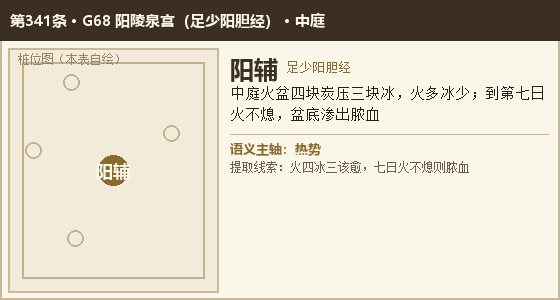 第341条・G68 阳陵泉宫（足少阳胆经）・中庭
桩位图（本表自绘）
阳辅
阳辅 足少阳胆经
中庭火盆四块炭压三块冰，火多冰少；到第七日
火不熄，盆底渗出脓血
语义主轴：热势
提取线索：火四冰三该愈，七日火不熄则脓血